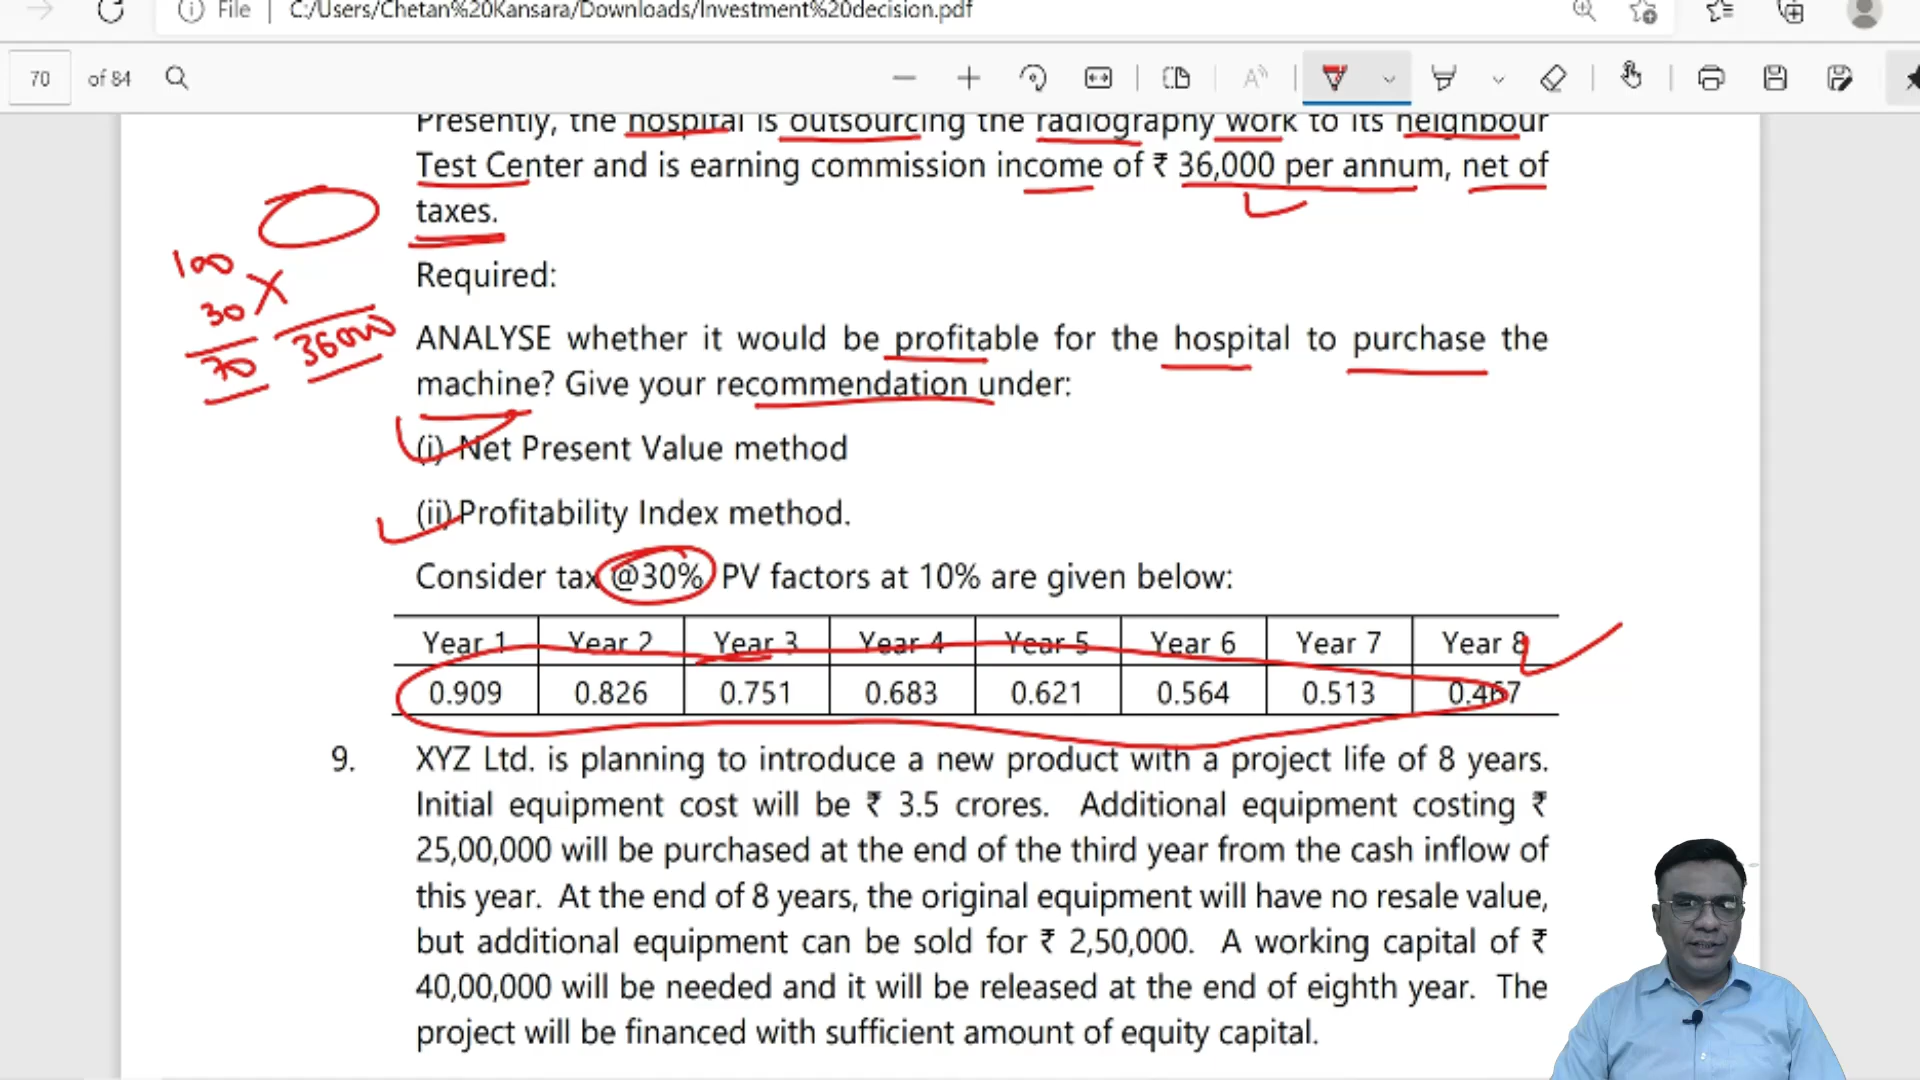 File | C:/Users/Chetan%20Kansara/Downloads/Investment%20decision.pdf
70 of 84
Presently, the hospital is outsourcing the radiography work to its neighbour
Test Center and is earning commission income of ₹ 36,000 per annum, net of
taxes.
100
30
70
36000
Required:
ANALYSE whether it would be profitable for the hospital to purchase the
machine? Give your recommendation under:
(i) Net Present Value method
(ii) Profitability Index method.
Consider tax @30% PV factors at 10% are given below:
Year 1 Year 2 Year 3 Year 4 Year 5 Year 6 Year 7 Year 8
0.909 0.826 0.751 0.683 0.621 0.564 0.513 0.467
9. XYZ Ltd. is planning to introduce a new product with a project life of 8 years.
Initial equipment cost will be ₹ 3.5 crores. Additional equipment costing ₹
25,00,000 will be purchased at the end of the third year from the cash inflow of
this year. At the end of 8 years, the original equipment will have no resale value,
but additional equipment can be sold for ₹ 2,50,000. A working capital of ₹
40,00,000 will be needed and it will be released at the end of eighth year. The
project will be financed with sufficient amount of equity capital.